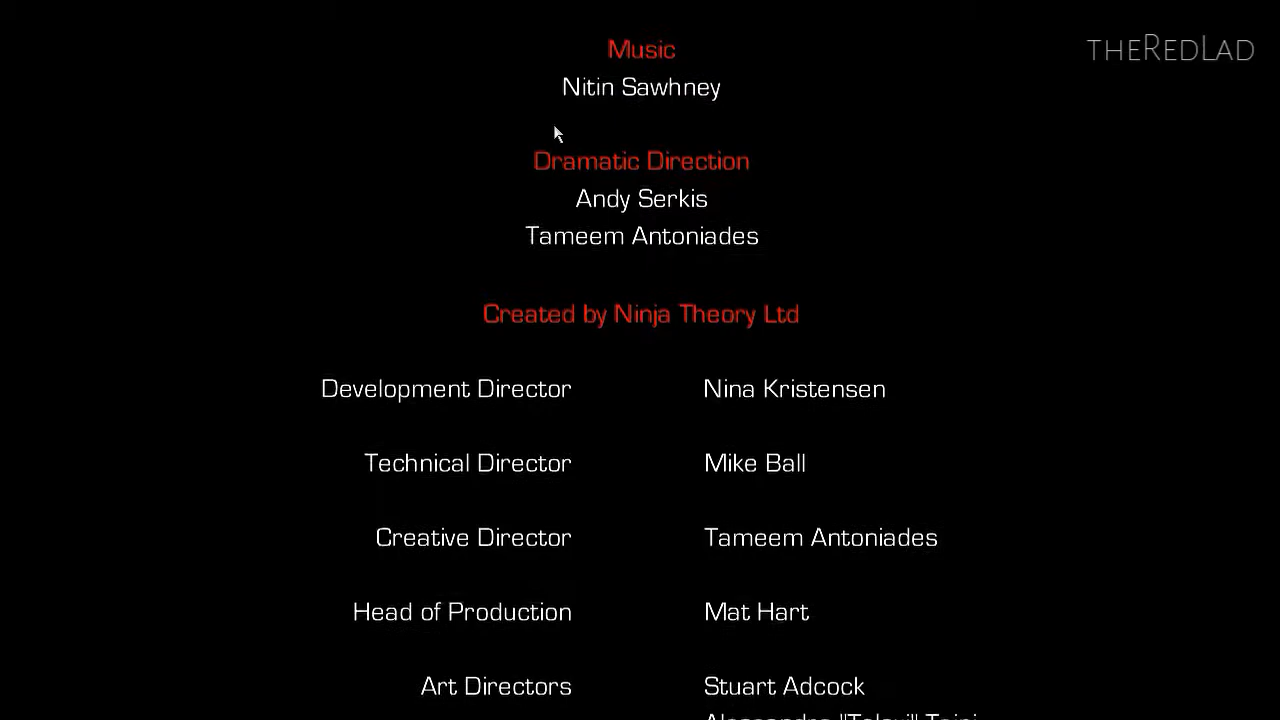 theRedLad
Music
Nitin Sawhney
Dramatic Direction
Andy Serkis
Tameem Antoniades
Created by Ninja Theory Ltd
Development Director Nina Kristensen
Technical Director Mike Ball
Creative Director Tameem Antoniades
Head of Production Mat Hart
Art Directors Stuart Adcock